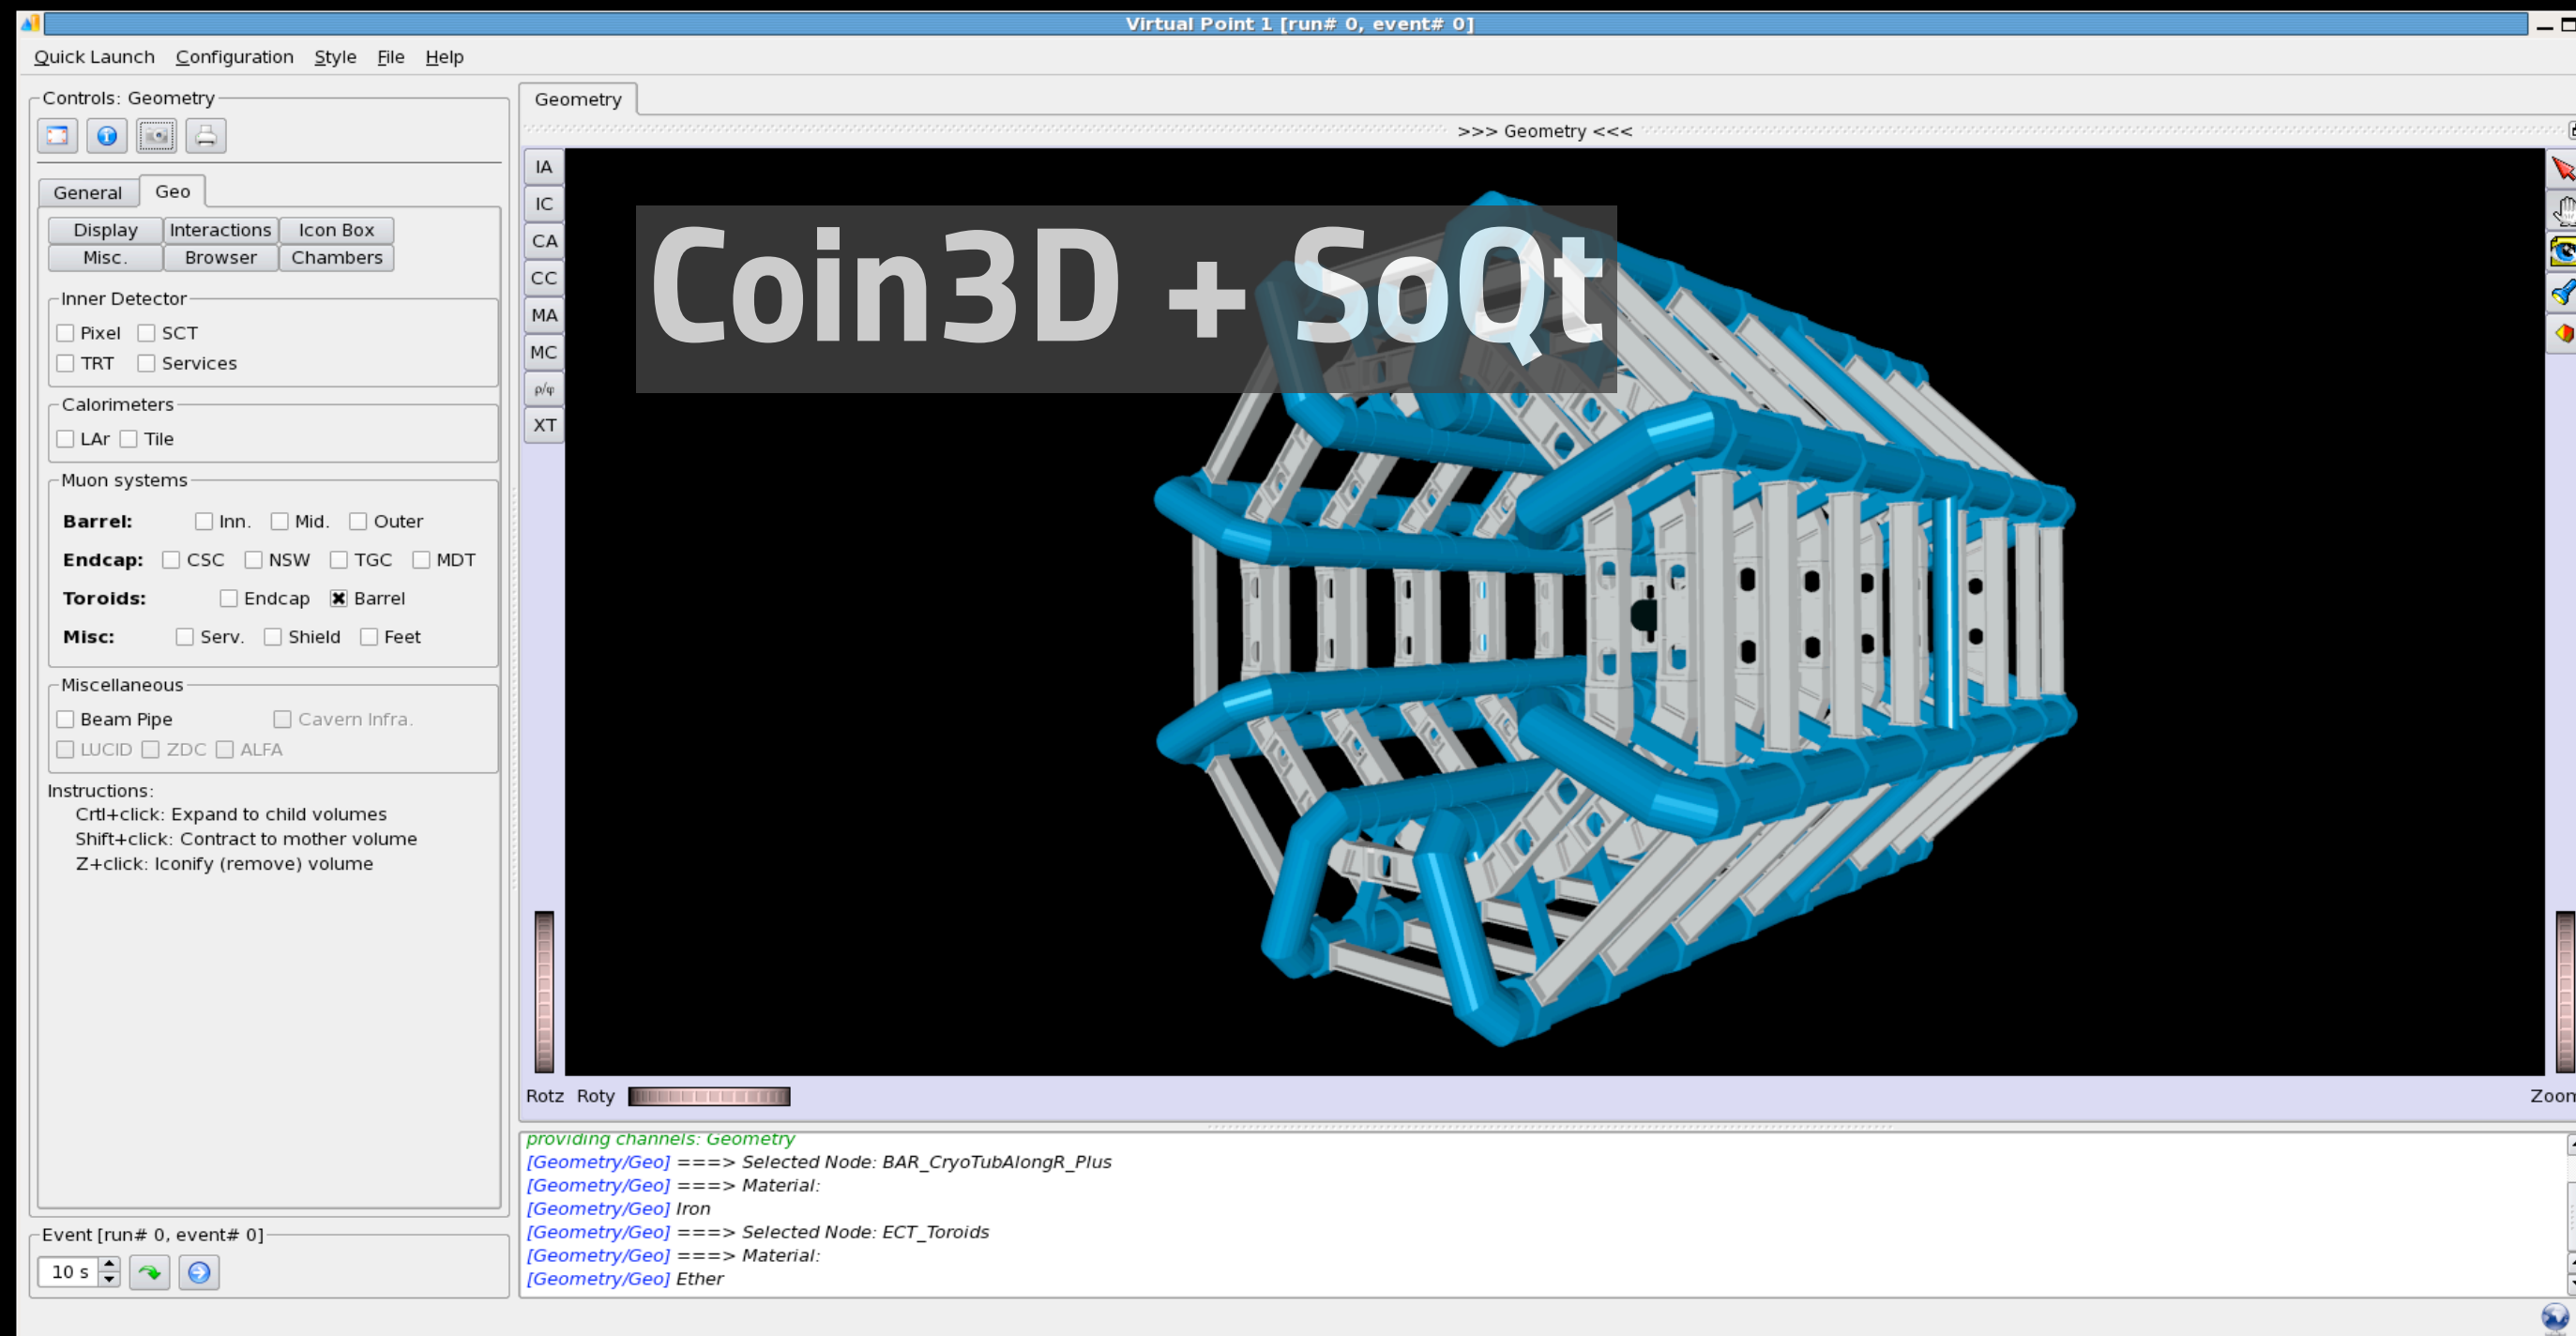 Virtual Point 1 [run# 0, event# 0]
Quick Launch Configuration Style File Help
Controls: Geometry
General Geo
Display Interactions Icon Box
Misc. Browser Chambers
Inner Detector
Pixel SCT
TRT Services
Calorimeters
LAr Tile
Muon systems
Barrel: Inn. Mid. Outer
Endcap: CSC NSW TGC MDT
Toroids: Endcap Barrel
Misc: Serv. Shield Feet
Miscellaneous
Beam Pipe Cavern Infra.
LUCID ZDC ALFA
Instructions:
Crtl+click: Expand to child volumes
Shift+click: Contract to mother volume
Z+click: Iconify (remove) volume
Event [run# 0, event# 0]
10 s
Geometry
>>> Geometry <<<
IA
IC
CA
CC
MA
MC
ρ/φ
XT
Coin3D + SoQt
Rotz Roty
Zoom
providing channels: Geometry
[Geometry/Geo] ===> Selected Node: BAR_CryoTubAlongR_Plus
[Geometry/Geo] ===> Material:
[Geometry/Geo] Iron
[Geometry/Geo] ===> Selected Node: ECT_Toroids
[Geometry/Geo] ===> Material:
[Geometry/Geo] Ether